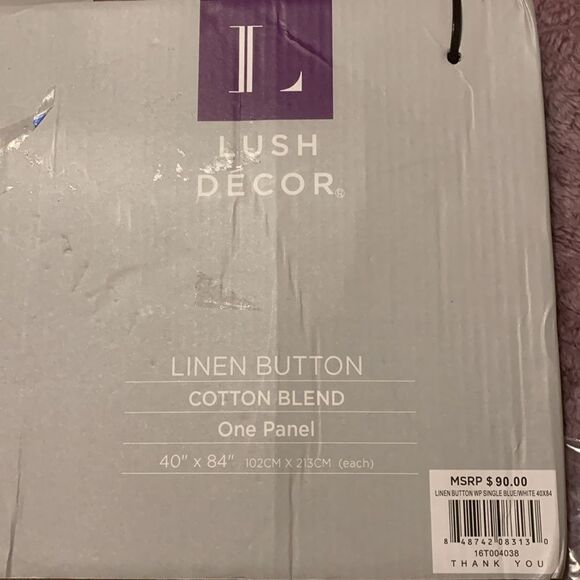 L
LUSH
DÉCOR®
LINEN BUTTON
COTTON BLEND
One Panel
40" x 84" 102CM X 213CM (each)
MSRP $ 90.00
LINEN BUTTON WP SINGLE BLUE/WHITE 40X84
8 48742 08313 0
16T004038
THANK YOU